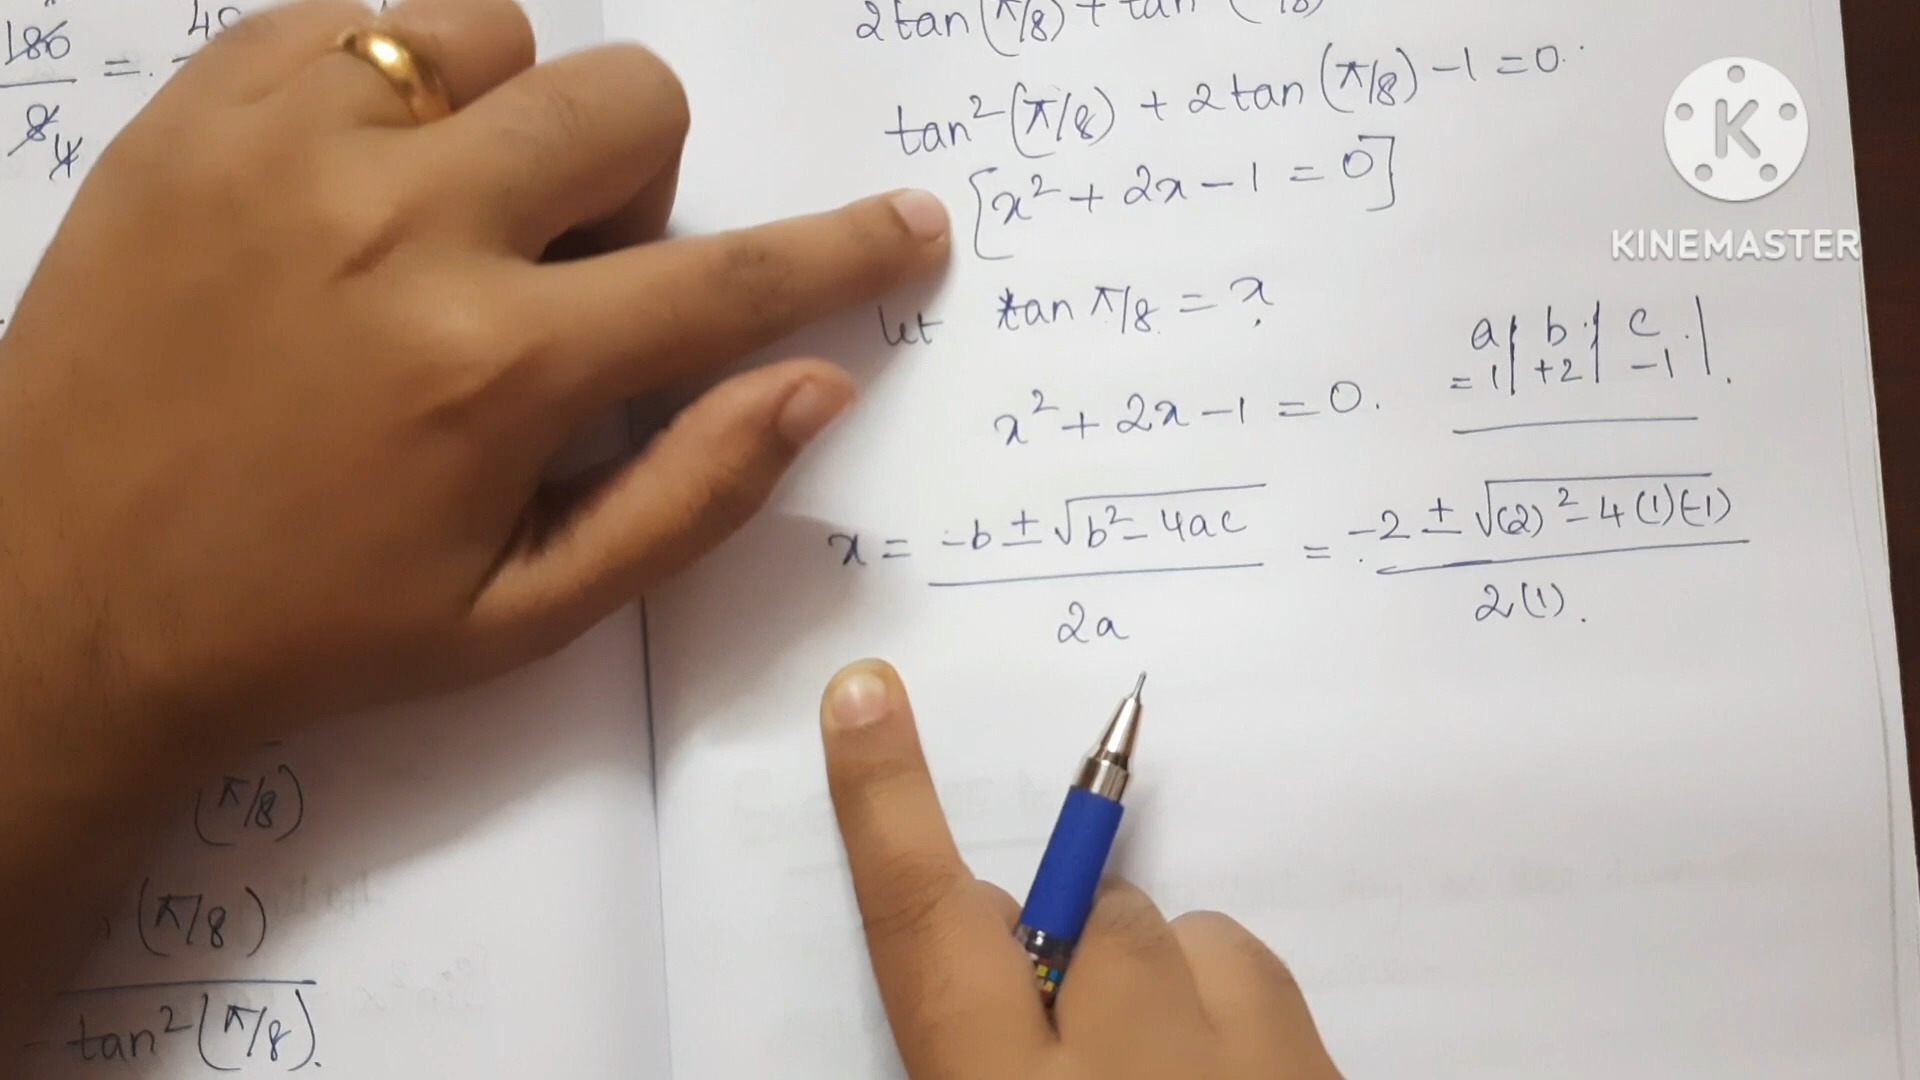 180
8 4
=
(π/8)
(π/8)
tan²(π/8).
2tan(π/8) + tan
tan²(π/8) + 2tan(π/8) - 1 = 0
[x² + 2x - 1 = 0]
let tan π/8 = x
x² + 2x - 1 = 0.
a | b | c |
= 1 | +2 | -1 |
x = -b ± √b² - 4ac / 2a = -2 ± √(2)² - 4(1)(-1) / 2(1).
K
KINEMASTER